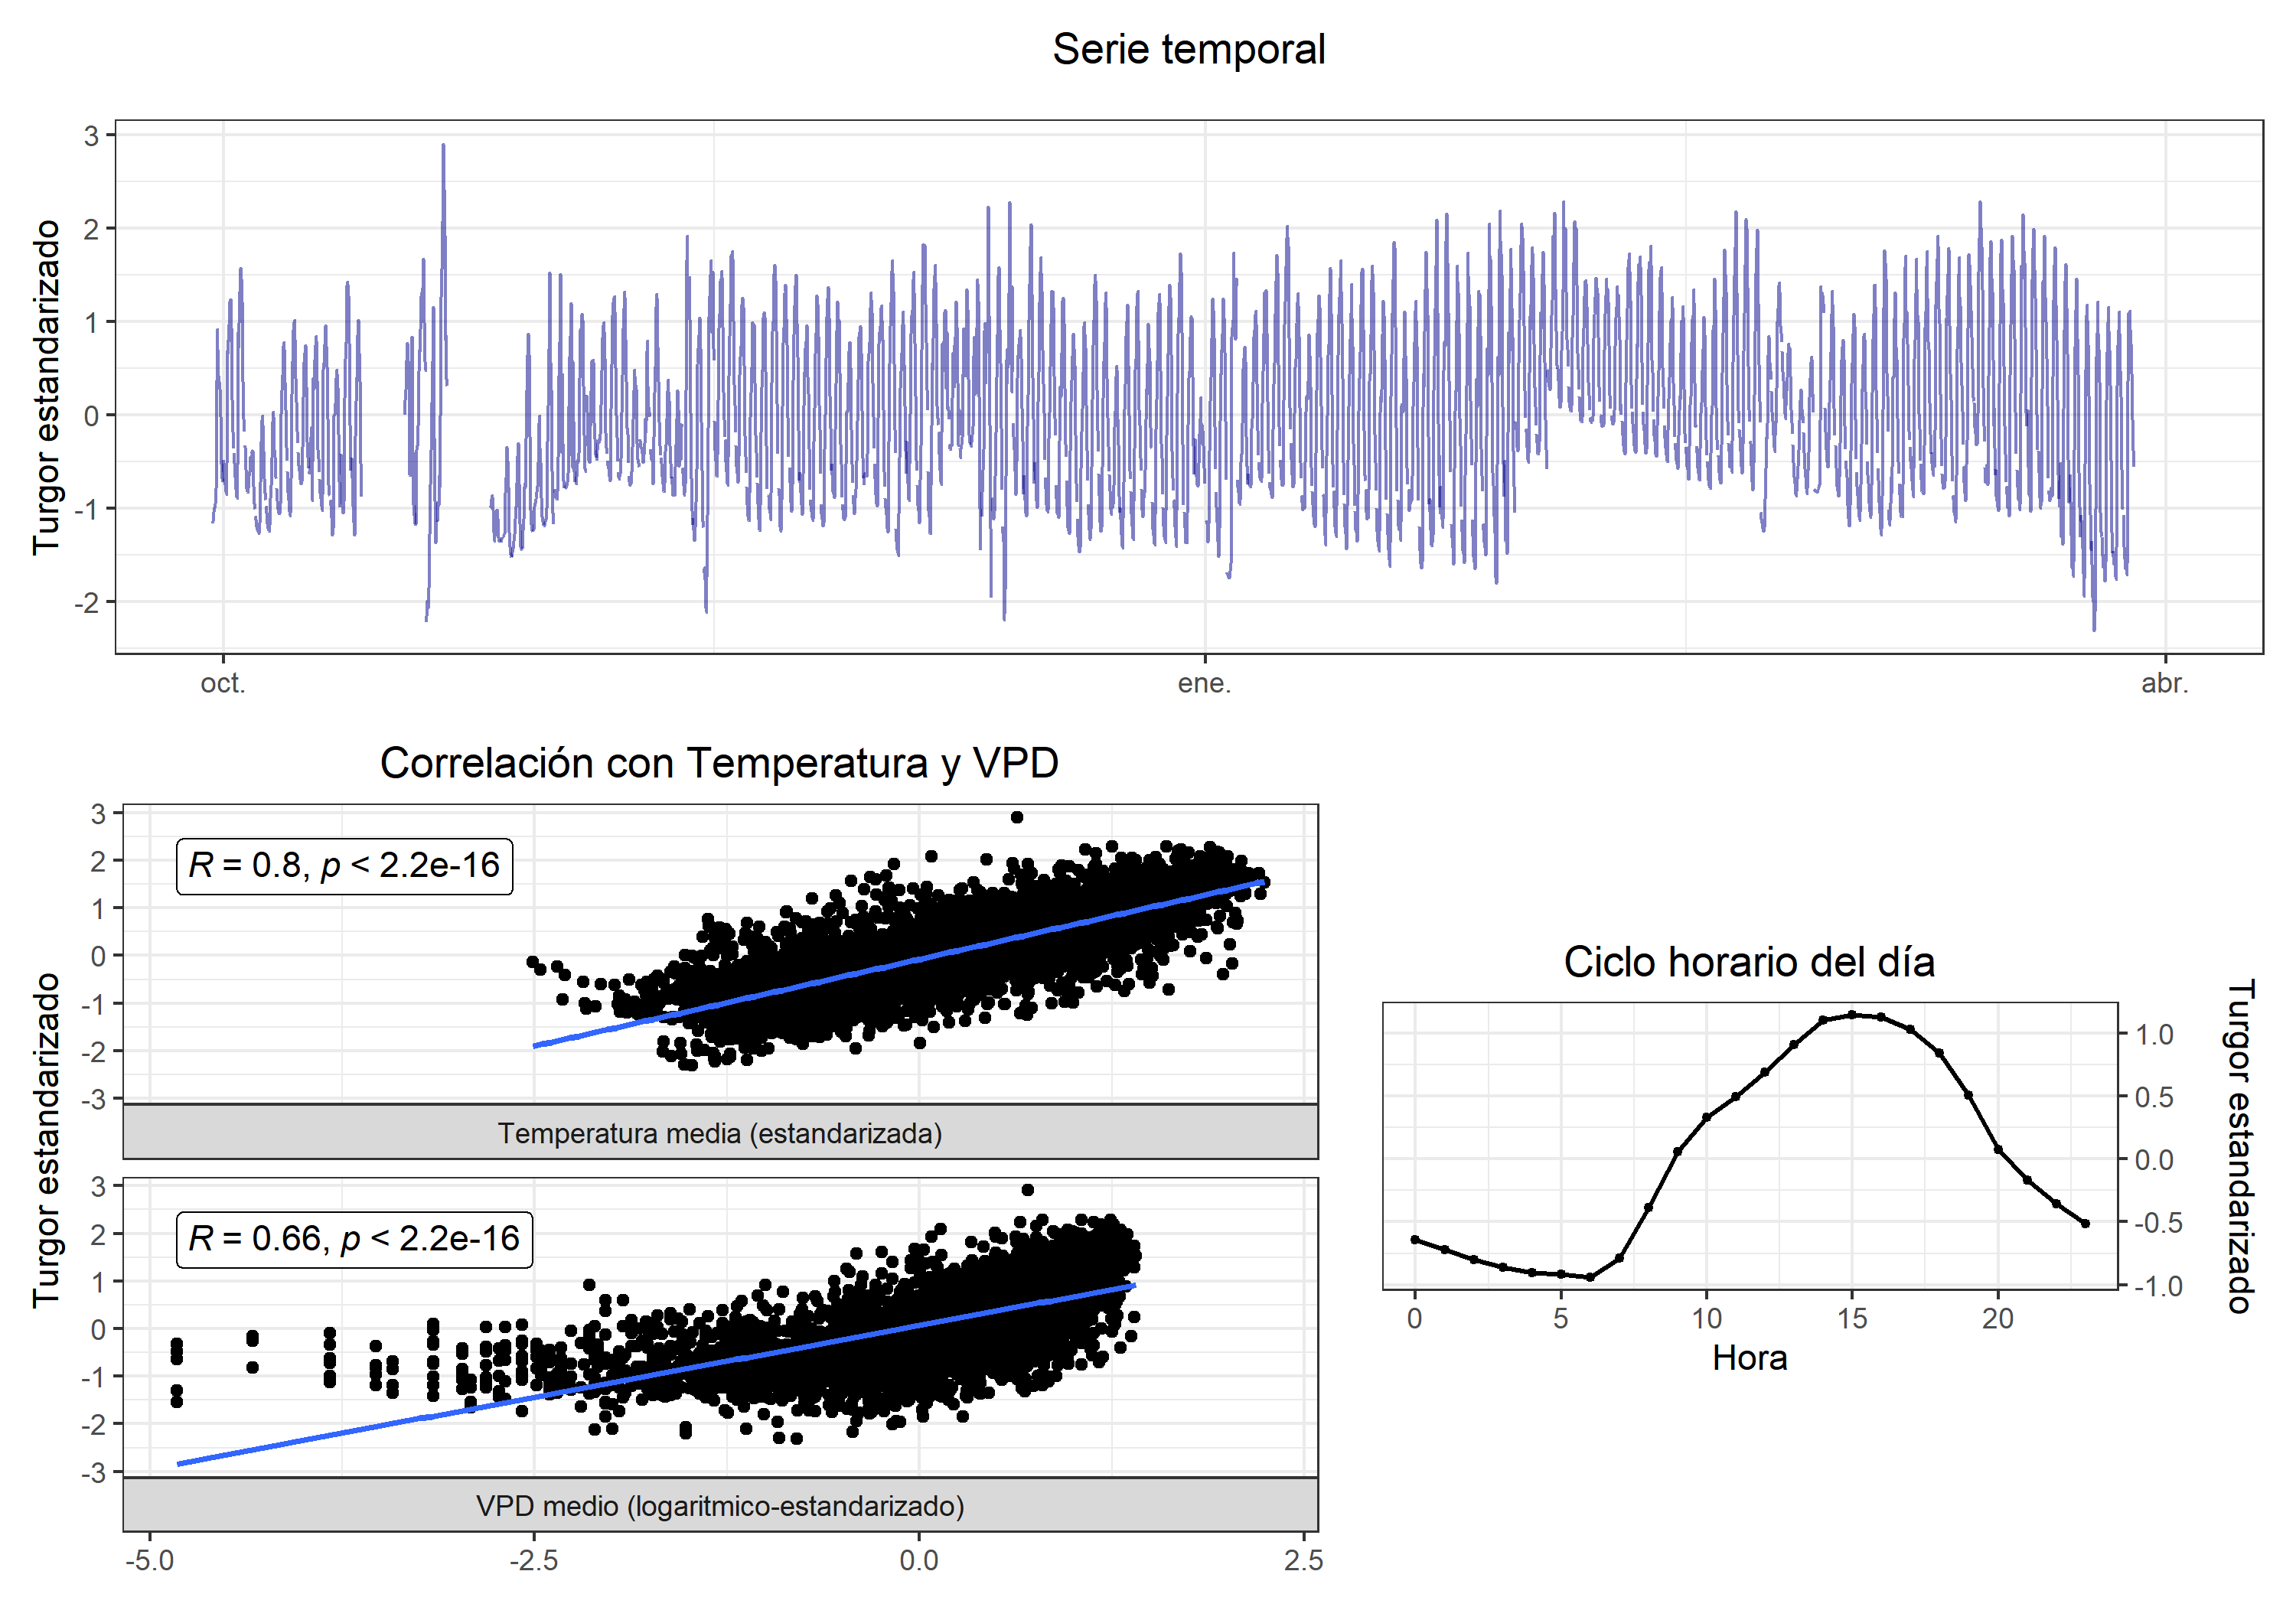 Serie temporal
Turgor estandarizado
3
2
1
0
-1
-2
oct.
ene.
abr.
Correlación con Temperatura y VPD
Turgor estandarizado
3
2
1
0
-1
-2
-3
R = 0.8, p < 2.2e-16
Temperatura media (estandarizada)
3
2
1
0
-1
-2
-3
R = 0.66, p < 2.2e-16
VPD medio (logaritmico-estandarizado)
-5.0
-2.5
0.0
2.5
Ciclo horario del día
1.0
0.5
0.0
-0.5
-1.0
Turgor estandarizado
0
5
10
15
20
Hora